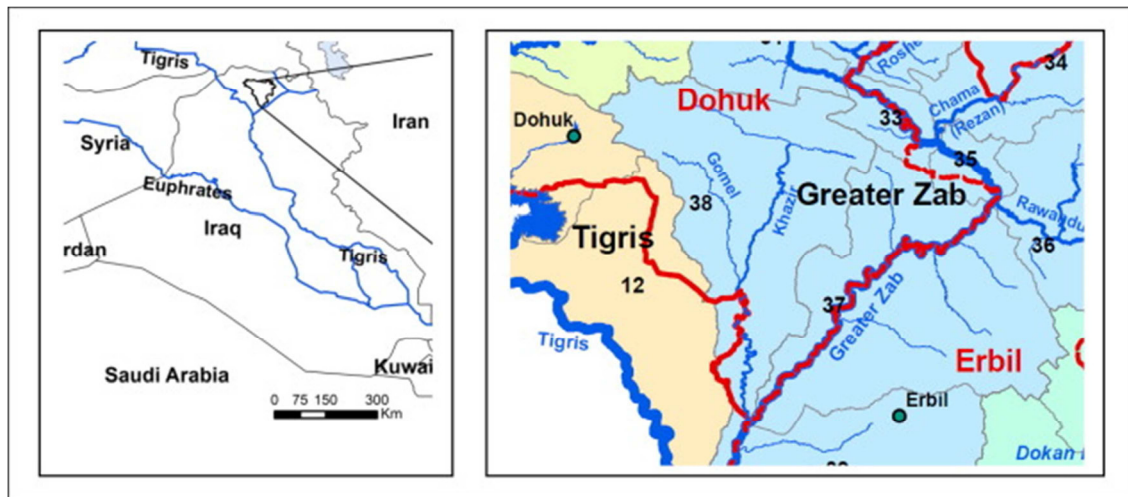 Tigris
Iran
Syria
Euphrates
Iraq
Tigris
rdan
Saudi Arabia
Kuwai
0 75 150 300
Km
Roshe
34
Dohuk
Chama
(Rezan)
33
Dohuk
35
Gomel
Khazir
Greater Zab
38
Rawandu
Tigris
36
12
37
Greater Zab
Tigris
Erbil
Erbil
Dokan